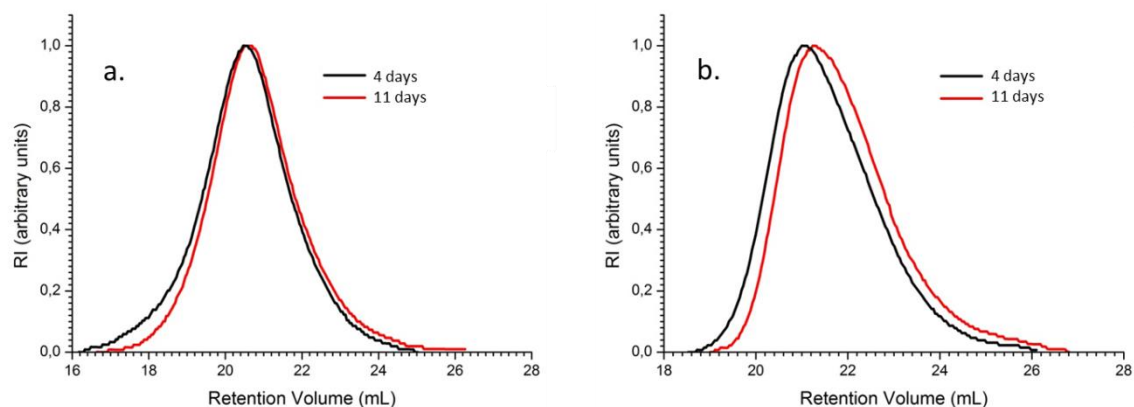 a.
4 days
11 days
RI (arbitrary units)
1,0
0,8
0,6
0,4
0,2
0,0
16 18 20 22 24 26 28
Retention Volume (mL)
b.
4 days
11 days
RI (arbitrary units)
1,0
0,8
0,6
0,4
0,2
0,0
20 22 24 26 28
Retention Volume (mL)